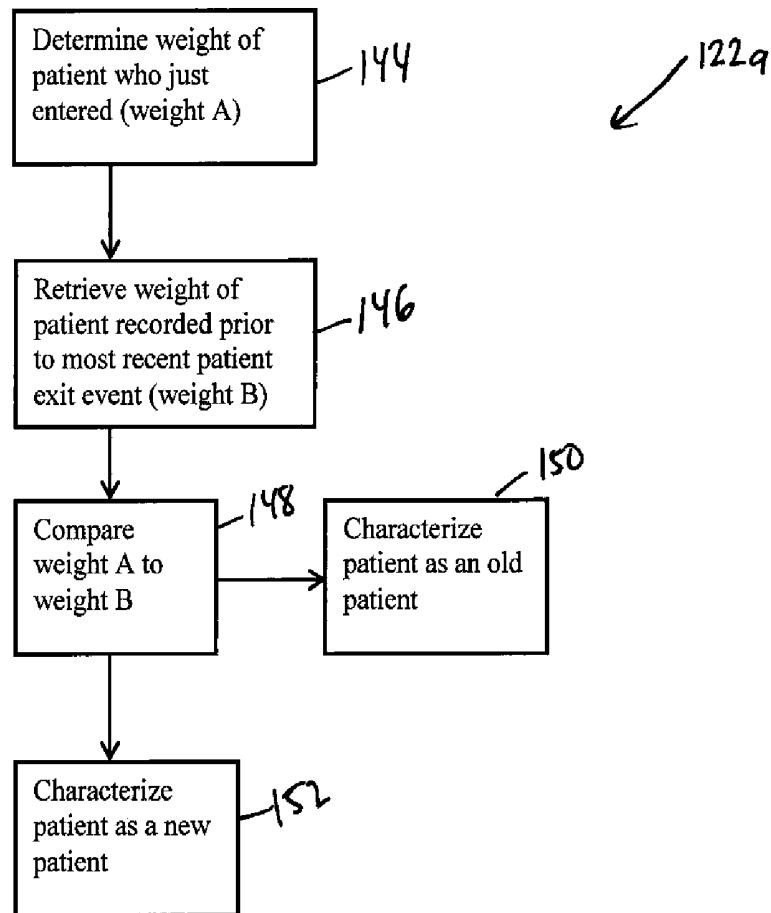 Determine weight of
patient who just
entered (weight A)
144
122a
Retrieve weight of
patient recorded prior
to most recent patient
exit event (weight B)
146
Compare
weight A to
weight B
148
Characterize
patient as an old
patient
150
Characterize
patient as a new
patient
152